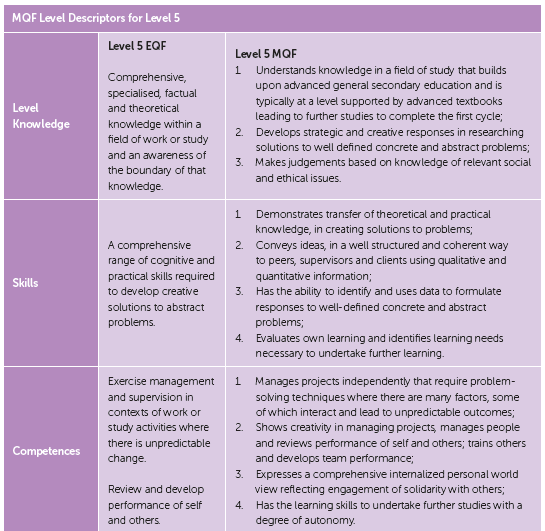 MQF Level Descriptors for Level 5
Level 5 EQF
Level 5 MQF
Level
Knowledge
Comprehensive,
specialised, factual
and theoretical
knowledge within a
field of work or study
and an awareness of
the boundary of that
knowledge.
1. Understands knowledge in a field of study that builds
upon advanced general secondary education and is
typically at a level supported by advanced textbooks
leading to further studies to complete the first cycle;
2. Develops strategic and creative responses in researching
solutions to well defined concrete and abstract problems;
3. Makes judgements based on knowledge of relevant social
and ethical issues.
Skills
A comprehensive
range of cognitive and
practical skills required
to develop creative
solutions to abstract
problems.
1. Demonstrates transfer of theoretical and practical
knowledge, in creating solutions to problems;
2. Conveys ideas, in a well structured and coherent way
to peers, supervisors and clients using qualitative and
quantitative information;
3. Has the ability to identify and uses data to formulate
responses to well-defined concrete and abstract
problems;
4. Evaluates own learning and identifies learning needs
necessary to undertake further learning.
Competences
Exercise management
and supervision in
contexts of work or
study activities where
there is unpredictable
change.
Review and develop
performance of self
and others.
1. Manages projects independently that require problem-
solving techniques where there are many factors, some
of which interact and lead to unpredictable outcomes;
2. Shows creativity in managing projects, manages people
and reviews performance of self and others; trains others
and develops team performance;
3. Expresses a comprehensive internalized personal world
view reflecting engagement of solidarity with others;
4. Has the learning skills to undertake further studies with a
degree of autonomy.